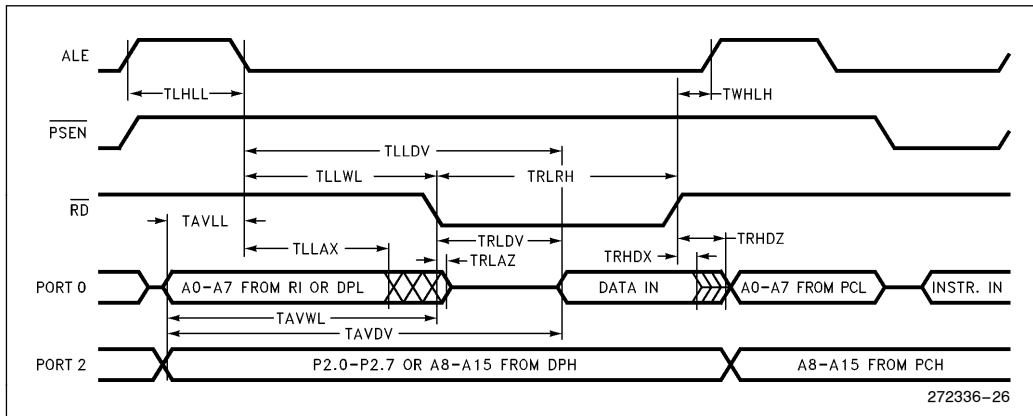 ALE
TLHLL
TWHLH
PSEN
TLLDV
TLLWL
TRLRH
RD
TAVLL
TLLAX
TRLDV
TRLAZ
TRHDX
TRHDZ
PORT 0
A0-A7 FROM RI OR DPL
DATA IN
A0-A7 FROM PCL
INSTR. IN
TAVWL
TAVDV
PORT 2
P2.0-P2.7 OR A8-A15 FROM DPH
A8-A15 FROM PCH
272336-26